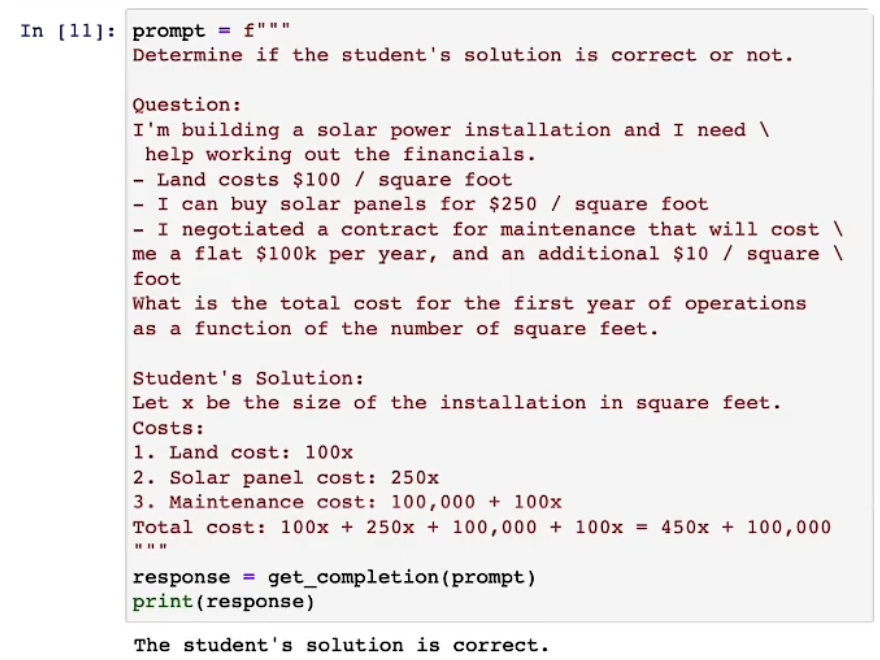 In [11]: prompt = f"""
Determine if the student's solution is correct or not.
Question:
I'm building a solar power installation and I need \
 help working out the financials.
- Land costs $100 / square foot
- I can buy solar panels for $250 / square foot
- I negotiated a contract for maintenance that will cost \
me a flat $100k per year, and an additional $10 / square \
foot
What is the total cost for the first year of operations
as a function of the number of square feet.
Student's Solution:
Let x be the size of the installation in square feet.
Costs:
1. Land cost: 100x
2. Solar panel cost: 250x
3. Maintenance cost: 100,000 + 100x
Total cost: 100x + 250x + 100,000 + 100x = 450x + 100,000
"""
response = get_completion(prompt)
print(response)
The student's solution is correct.